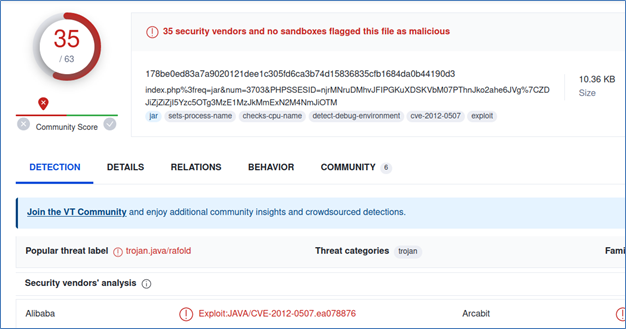 35
/ 63
Community Score
35 security vendors and no sandboxes flagged this file as malicious
178be0ed83a7a9020121dee1c305fd6ca3b74d15836835cfb1684da0b44190d3
index.php%3freq=jar&num=3703&PHPSSESID=njrMNruDMhvJFIPGKuXDSKVbM07PThnJko2ahe6JVg%7CZD
JiZjZiZjI5Yzc5OTg3MzE1MzJkMmExN2M4NmJiOTM
10.36 KB
Size
jar sets-process-name checks-cpu-name detect-debug-environment cve-2012-0507 exploit
DETECTION DETAILS RELATIONS BEHAVIOR COMMUNITY 6
Join the VT Community and enjoy additional community insights and crowdsourced detections.
Popular threat label trojan.java/rafold Threat categories trojan Fami
Security vendors' analysis
Alibaba Exploit:JAVA/CVE-2012-0507.ea078876 Arcabit